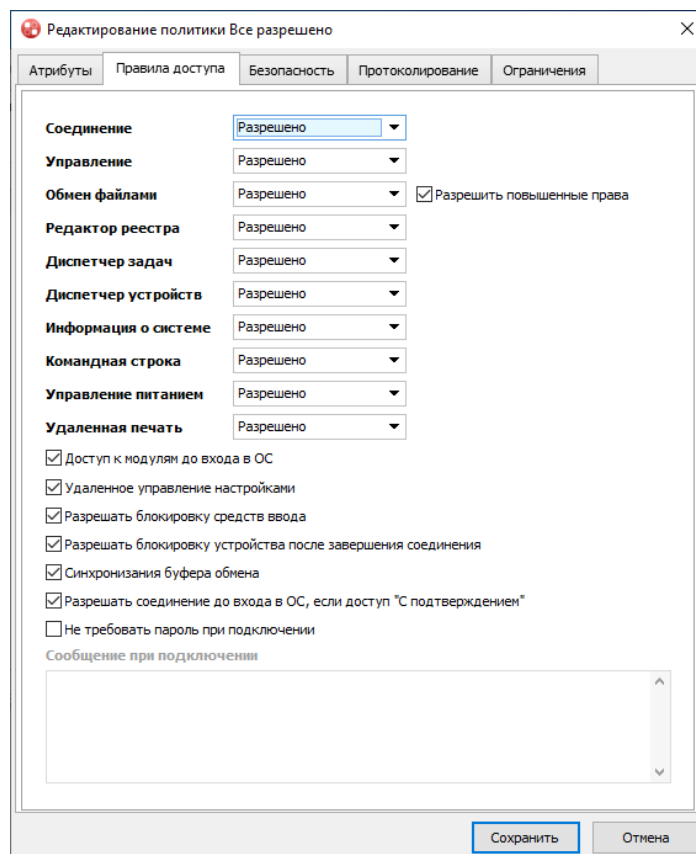 Редактирование политики Все разрешено
Атрибуты Правила доступа Безопасность Протоколирование Ограничения
Соединение Разрешено
Управление Разрешено
Обмен файлами Разрешено Разрешить повышенные права
Редактор реестра Разрешено
Диспетчер задач Разрешено
Диспетчер устройств Разрешено
Информация о системе Разрешено
Командная строка Разрешено
Управление питанием Разрешено
Удаленная печать Разрешено
Доступ к модулям до входа в ОС
Удаленное управление настройками
Разрешать блокировку средств ввода
Разрешать блокировку устройства после завершения соединения
Синхронизания буфера обмена
Разрешать соединение до входа в ОС, если доступ "С подтверждением"
Не требовать пароль при подключении
Сообщение при подключении
Сохранить Отмена